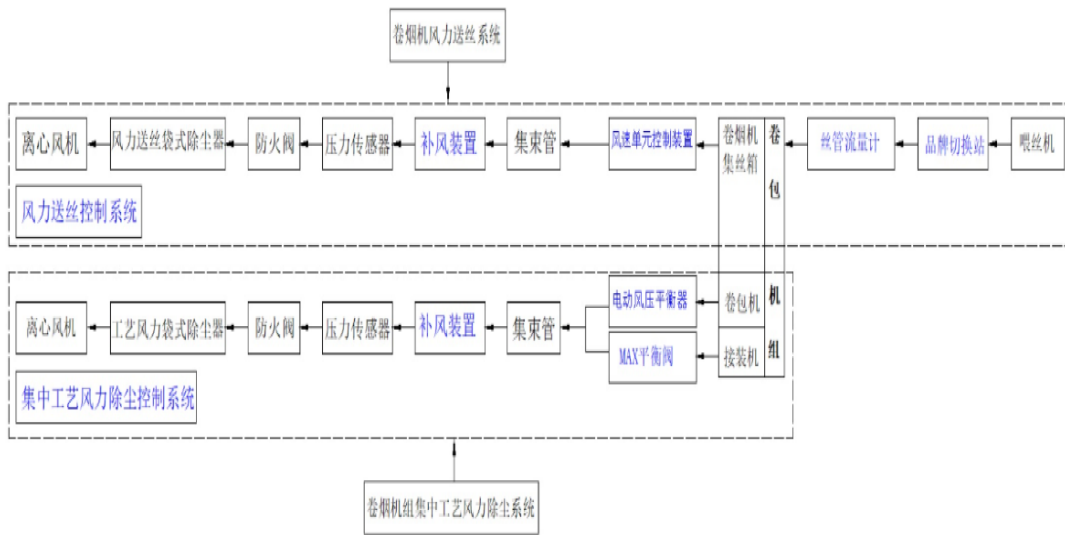 卷烟机风力送丝系统
离心风机
风力送丝袋式除尘器
防火阀
压力传感器
补风装置
集束管
风速单元控制装置
卷烟机
集丝箱
卷
包
机
组
丝管流量计
品牌切换站
喂丝机
风力送丝控制系统
离心风机
工艺风力袋式除尘器
防火阀
压力传感器
补风装置
集束管
电动风压平衡器
MAX平衡阀
卷包机
接装机
集中工艺风力除尘控制系统
卷烟机组集中工艺风力除尘系统